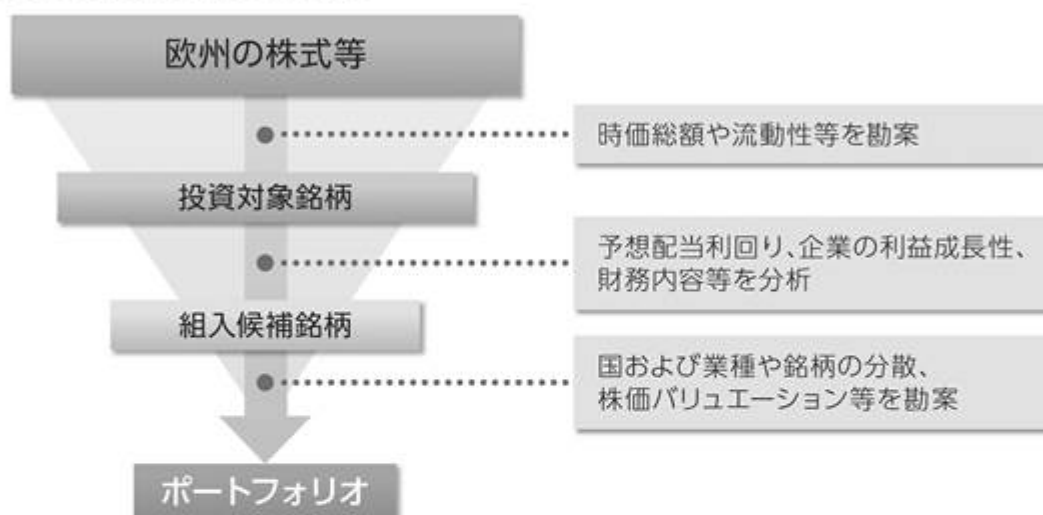 欧州の株式等
時価総額や流動性等を勘案
投資対象銘柄
予想配当利回り、企業の利益成長性、
財務内容等を分析
組入候補銘柄
国および業種や銘柄の分散、
株価バリュエーション等を勘案
ポートフォリオ